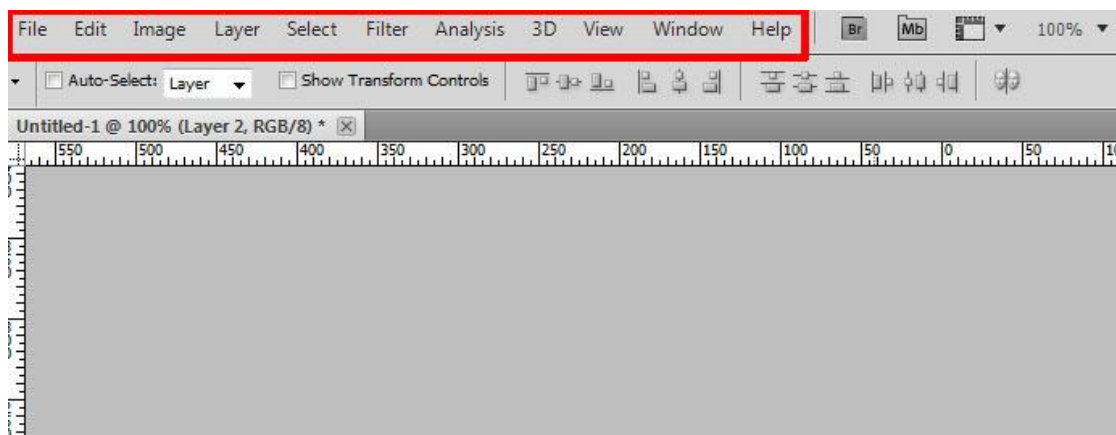 File Edit Image Layer Select Filter Analysis 3D View Window Help Br Mb 100%
Auto-Select: Layer Show Transform Controls
Untitled-1 @ 100% (Layer 2, RGB/8) *
550 500 450 400 350 300 250 200 150 100 50 0 50